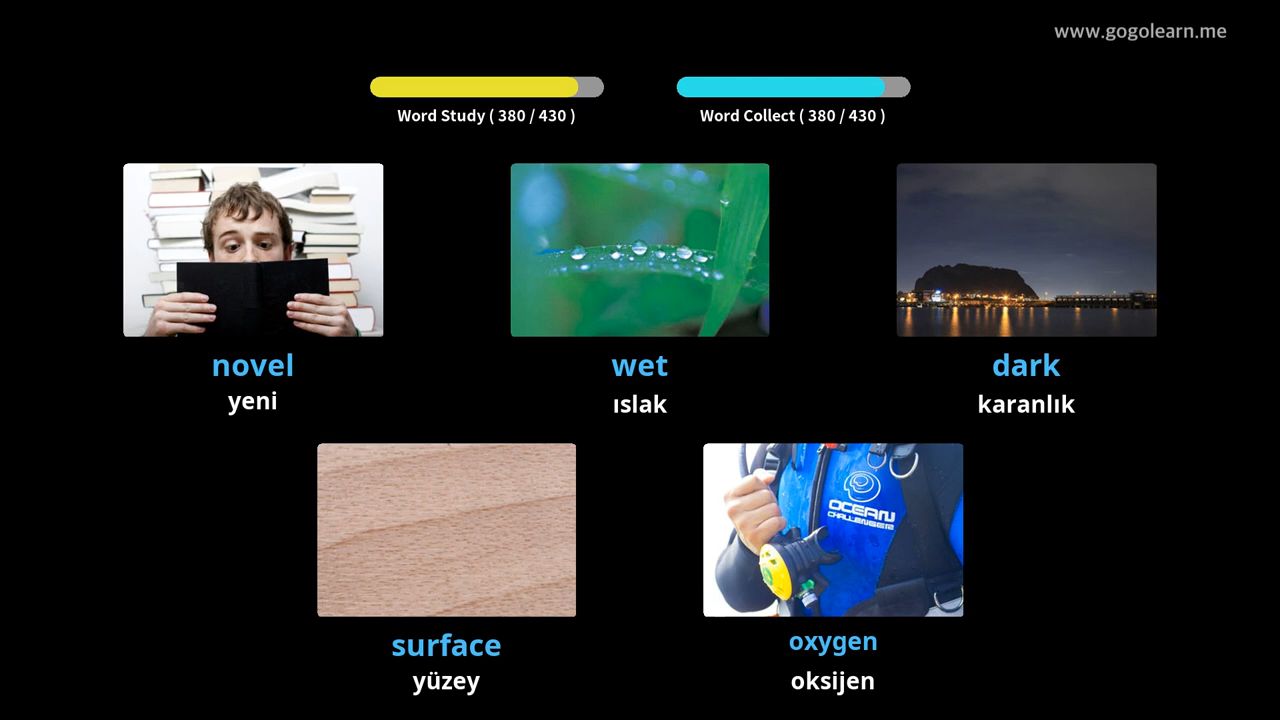 www.gogolearn.me
Word Study ( 380 / 430 )
Word Collect ( 380 / 430 )
novel
yeni
wet
ıslak
dark
karanlık
OCEAN
CHALLENGER
surface
yüzey
oxygen
oksijen